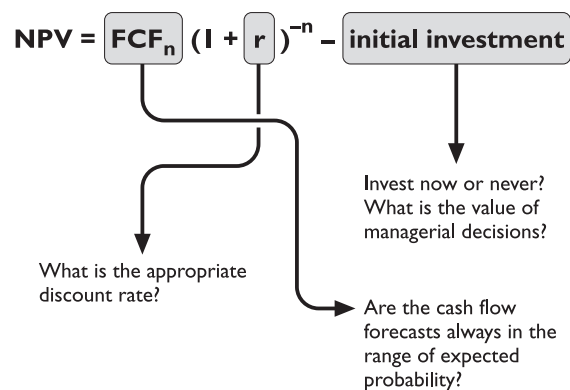 NPV = FCFn (1 + r)–n – initial investment
Invest now or never?
What is the value of
managerial decisions?
What is the appropriate
discount rate?
Are the cash flow
forecasts always in the
range of expected
probability?